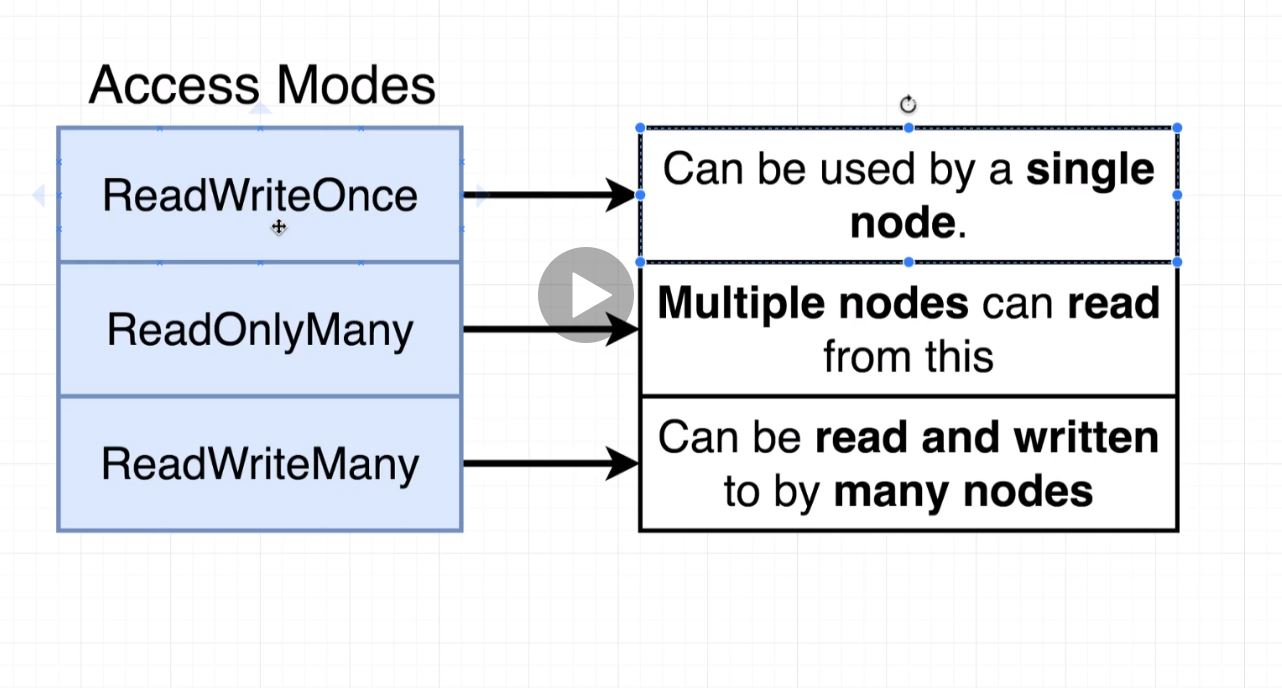 Access Modes
ReadWriteOnce
Can be used by a single
node.
ReadOnlyMany
Multiple nodes can read
from this
ReadWriteMany
Can be read and written
to by many nodes